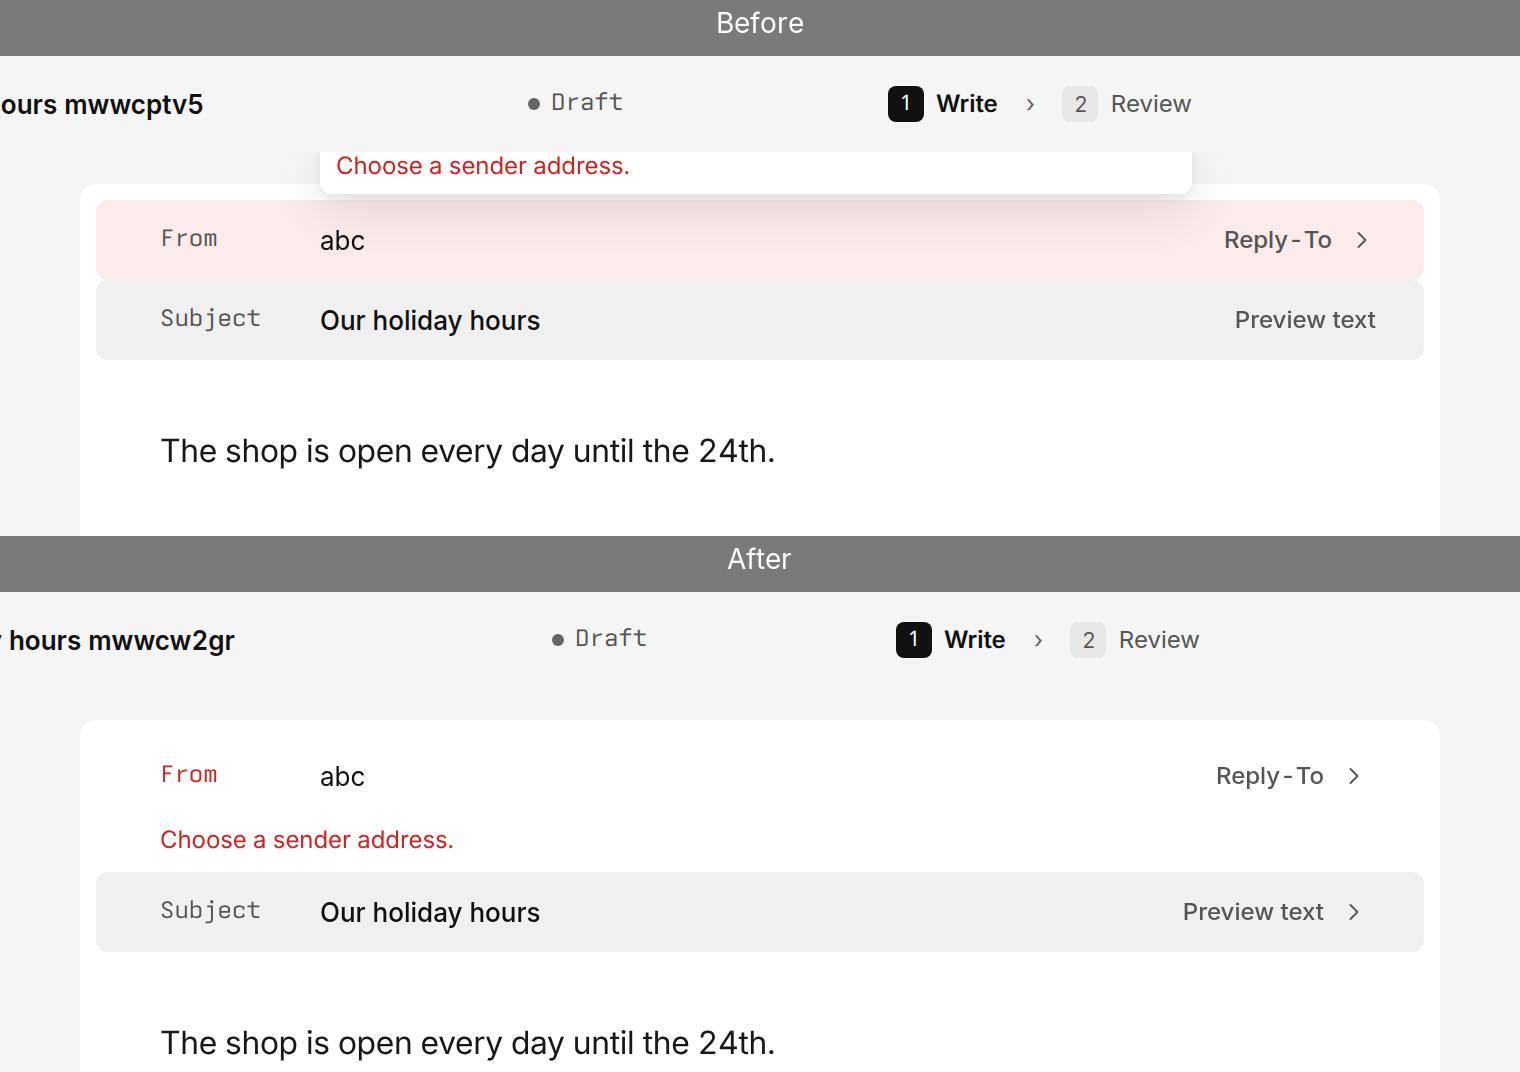 Before
ours mwwcptv5
Draft
1 Write › 2 Review
Choose a sender address.
From abc Reply-To
Subject Our holiday hours Preview text
The shop is open every day until the 24th.
After
hours mwwcw2gr
Draft
1 Write › 2 Review
From abc Reply-To
Choose a sender address.
Subject Our holiday hours Preview text
The shop is open every day until the 24th.